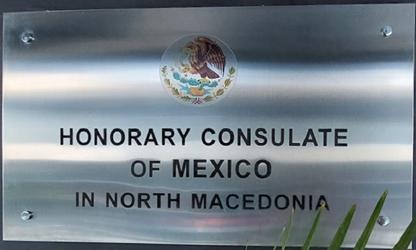 HONORARY CONSULATE
OF MEXICO
IN NORTH MACEDONIA